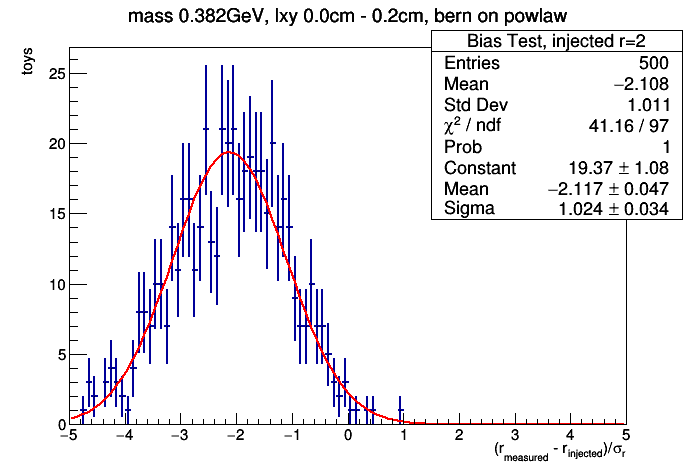 mass 0.382GeV, lxy 0.0cm - 0.2cm, bern on powlaw
Bias Test, injected r=2
Entries 500
Mean −2.108
Std Dev 1.011
χ² / ndf 41.16 / 97
Prob 1
Constant 19.37 ± 1.08
Mean −2.117 ± 0.047
Sigma 1.024 ± 0.034
toys
25
20
15
10
5
0
−5 −4 −3 −2 −1 0 1 2 3 4 5
(r_measured - r_injected)/σ_r